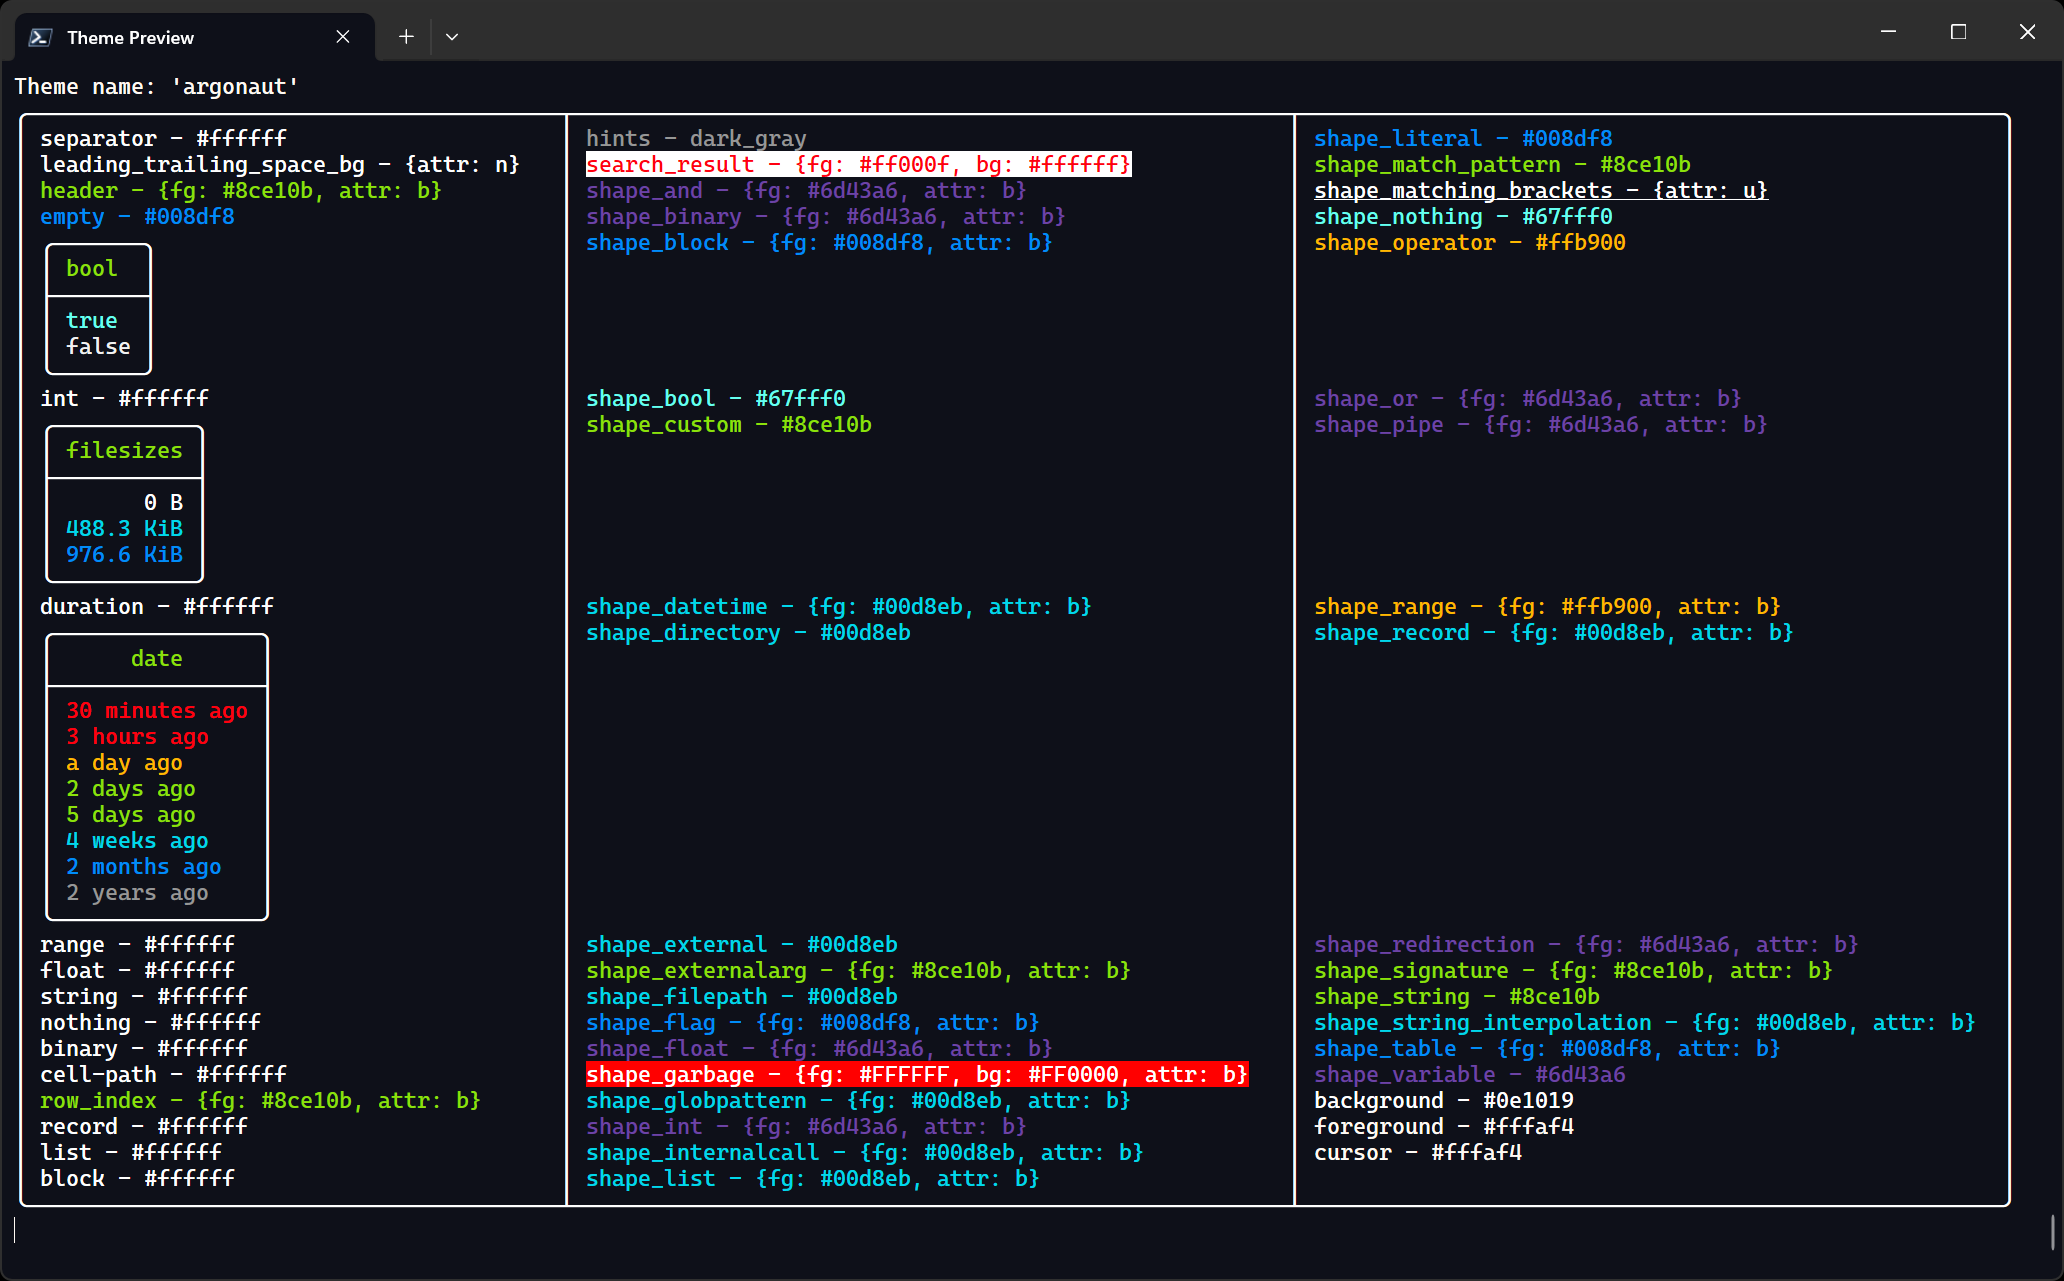 Theme Preview
Theme name: 'argonaut'
separator - #ffffff
leading_trailing_space_bg - {attr: n}
header - {fg: #8ce10b, attr: b}
empty - #008df8
bool
true
false
int - #ffffff
filesizes
0 B
488.3 KiB
976.6 KiB
duration - #ffffff
date
30 minutes ago
3 hours ago
a day ago
2 days ago
5 days ago
4 weeks ago
2 months ago
2 years ago
range - #ffffff
float - #ffffff
string - #ffffff
nothing - #ffffff
binary - #ffffff
cell-path - #ffffff
row_index - {fg: #8ce10b, attr: b}
record - #ffffff
list - #ffffff
block - #ffffff
hints - dark_gray
search_result - {fg: #ff000f, bg: #ffffff}
shape_and - {fg: #6d43a6, attr: b}
shape_binary - {fg: #6d43a6, attr: b}
shape_block - {fg: #008df8, attr: b}
shape_bool - #67fff0
shape_custom - #8ce10b
shape_datetime - {fg: #00d8eb, attr: b}
shape_directory - #00d8eb
shape_external - #00d8eb
shape_externalarg - {fg: #8ce10b, attr: b}
shape_filepath - #00d8eb
shape_flag - {fg: #008df8, attr: b}
shape_float - {fg: #6d43a6, attr: b}
shape_garbage - {fg: #FFFFFF, bg: #FF0000, attr: b}
shape_globpattern - {fg: #00d8eb, attr: b}
shape_int - {fg: #6d43a6, attr: b}
shape_internalcall - {fg: #00d8eb, attr: b}
shape_list - {fg: #00d8eb, attr: b}
shape_literal - #008df8
shape_match_pattern - #8ce10b
shape_matching_brackets - {attr: u}
shape_nothing - #67fff0
shape_operator - #ffb900
shape_or - {fg: #6d43a6, attr: b}
shape_pipe - {fg: #6d43a6, attr: b}
shape_range - {fg: #ffb900, attr: b}
shape_record - {fg: #00d8eb, attr: b}
shape_redirection - {fg: #6d43a6, attr: b}
shape_signature - {fg: #8ce10b, attr: b}
shape_string - #8ce10b
shape_string_interpolation - {fg: #00d8eb, attr: b}
shape_table - {fg: #008df8, attr: b}
shape_variable - #6d43a6
background - #0e1019
foreground - #fffaf4
cursor - #fffaf4